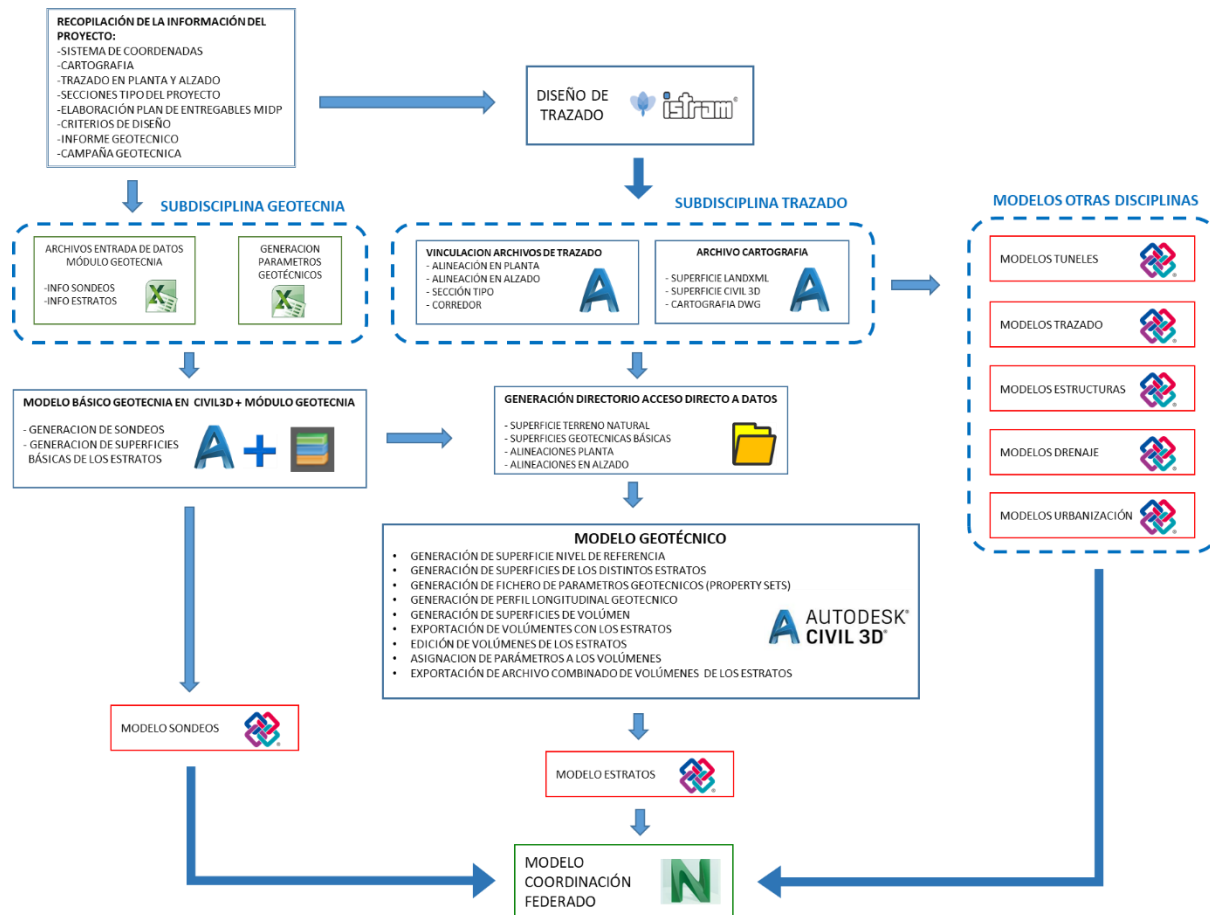 RECOPILACIÓN DE LA INFORMACIÓN DEL
PROYECTO:
-SISTEMA DE COORDENADAS
-CARTOGRAFIA
-TRAZADO EN PLANTA Y ALZADO
-SECCIONES TIPO DEL PROYECTO
-ELABORACIÓN PLAN DE ENTREGABLES MIDP
-CRITERIOS DE DISEÑO
-INFORME GEOTECNICO
-CAMPAÑA GEOTECNICA
DISEÑO DE
TRAZADO
istram®
SUBDISCIPLINA GEOTECNIA
ARCHIVOS ENTRADA DE DATOS
MÓDULO GEOTECNIA
-INFO SONDEOS
-INFO ESTRATOS
GENERACION
PARAMETROS
GEOTÉCNICOS
SUBDISCIPLINA TRAZADO
VINCULACION ARCHIVOS DE TRAZADO
- ALINEACIÓN EN PLANTA
- ALINEACIÓN EN ALZADO
- SECCIÓN TIPO
- CORREDOR
ARCHIVO CARTOGRAFIA
- SUPERFICIE LANDXML
- SUPERFICIE CIVIL 3D
- CARTOGRAFIA DWG
MODELOS OTRAS DISCIPLINAS
MODELOS TUNELES
MODELOS TRAZADO
MODELOS ESTRUCTURAS
MODELOS DRENAJE
MODELOS URBANIZACIÓN
MODELO BÁSICO GEOTECNIA EN CIVIL3D + MÓDULO GEOTECNIA
- GENERACION DE SONDEOS
- GENERACION DE SUPERFICIES
BÁSICAS DE LOS ESTRATOS
GENERACIÓN DIRECTORIO ACCESO DIRECTO A DATOS
- SUPERFICIE TERRENO NATURAL
- SUPERFICIES GEOTECNICAS BÁSICAS
- ALINEACIONES PLANTA
- ALINEACIONES EN ALZADO
MODELO GEOTÉCNICO
• GENERACIÓN DE SUPERFICIE NIVEL DE REFERENCIA
• GENERACIÓN DE SUPERFICIES DE LOS DISTINTOS ESTRATOS
• GENERACIÓN DE FICHERO DE PARAMETROS GEOTECNICOS (PROPERTY SETS)
• GENERACIÓN DE PERFIL LONGITUDINAL GEOTECNICO
• GENERACIÓN DE SUPERFICIES DE VOLÚMEN
• EXPORTACIÓN DE VOLÚMENTES CON LOS ESTRATOS
• EDICIÓN DE VOLÚMENES DE LOS ESTRATOS
• ASIGNACION DE PARÁMETROS A LOS VOLÚMENES
• EXPORTACIÓN DE ARCHIVO COMBINADO DE VOLÚMENES DE LOS ESTRATOS
AUTODESK®
CIVIL 3D®
MODELO SONDEOS
MODELO ESTRATOS
MODELO
COORDINACIÓN
FEDERADO